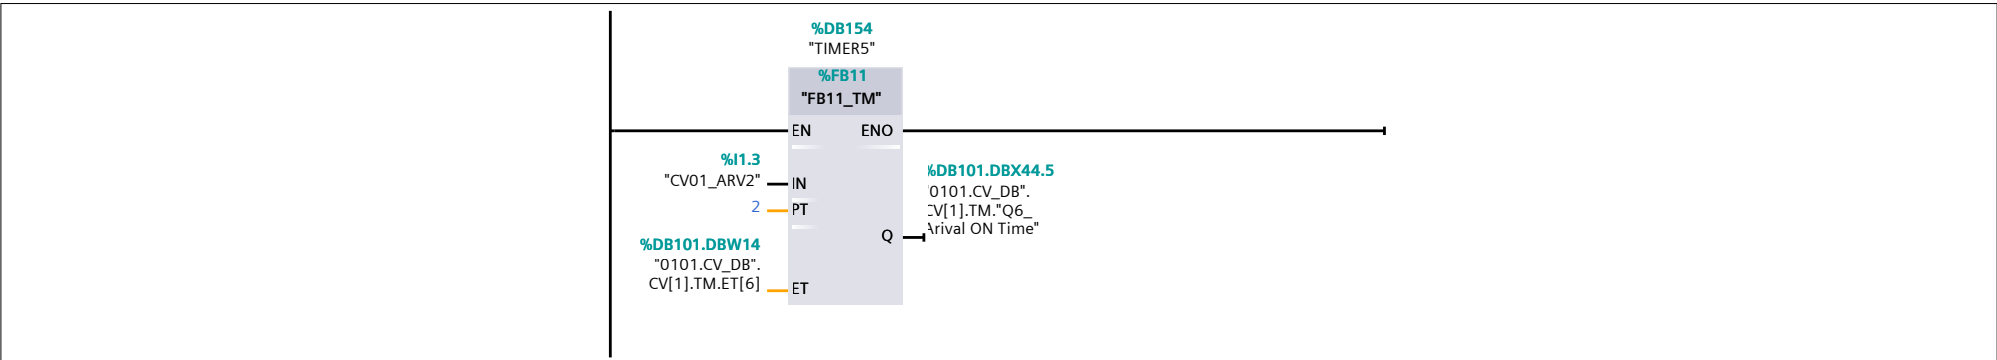 %DB154
"TIMER5"
%FB11
"FB11_TM"
EN ENO
%I1.3
"CV01_ARV2"
IN
2
PT
%DB101.DBX44.5
"0101.CV_DB".
CV[1].TM."Q6_
Arival ON Time"
Q
%DB101.DBW14
"0101.CV_DB".
CV[1].TM.ET[6]
ET